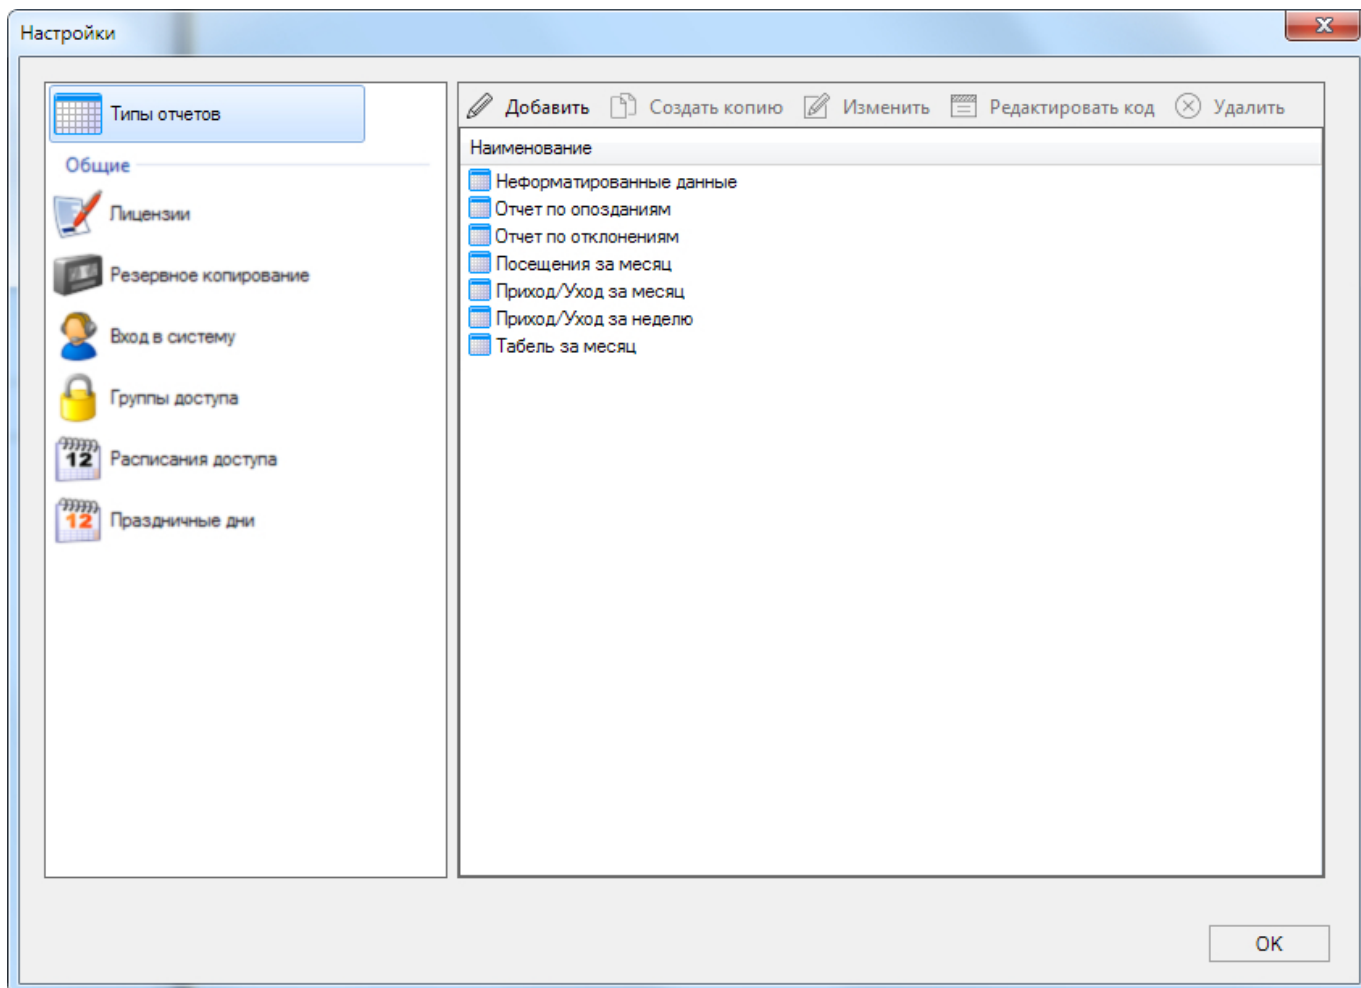 Настройки
Типы отчетов
Общие
Лицензии
Резервное копирование
Вход в систему
Группы доступа
12
Расписания доступа
12
Праздничные дни
Добавить Создать копию Изменить Редактировать код Удалить
Наименование
Неформатированные данные
Отчет по опозданиям
Отчет по отклонениям
Посещения за месяц
Приход/Уход за месяц
Приход/Уход за неделю
Табель за месяц
OK